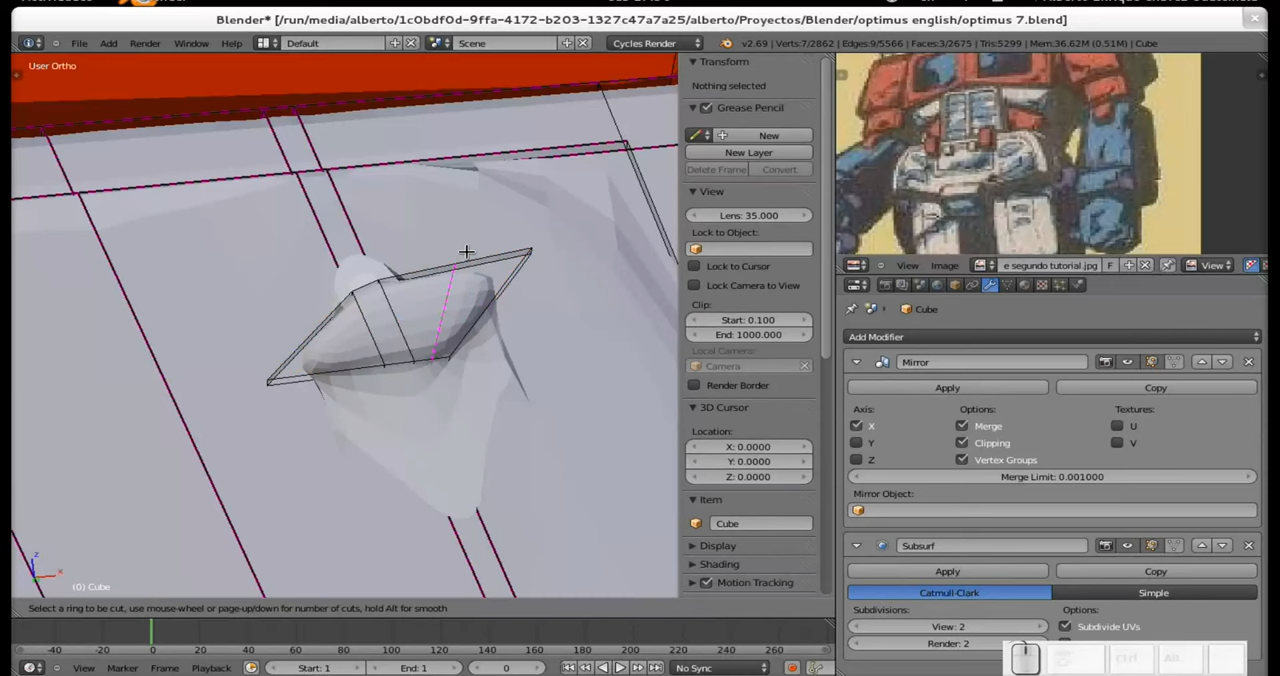 Blender* [/run/media/alberto/1c0bdf0d-9ffa-4172-b203-1327c47a7a25/alberto/Proyectos/Blender/optimus english/optimus 7.blend]
File Add Render Window Help Default Scene Cycles Render v2.69 | Verts:7/2862 | Edges:9/5566 | Faces:3/2675 | Tris:5299 | Mem:36.62M (0.51M) | Cube
User Ortho
Transform
Nothing selected
Grease Pencil
New
New Layer
Delete Frame Convert
View
Lens: 35.000
Lock to Object:
Lock to Cursor
Lock Camera to View
Clip:
Start: 0.100
End: 1000.000
Local Camera:
Camera
Render Border
3D Cursor
Location:
X: 0.0000
Y: 0.0000
Z: 0.0000
Item
Cube
Display
Shading
Motion Tracking
z
x
(0) Cube
Select a ring to be cut, use mouse-wheel or page-up/down for number of cuts, hold Alt for smooth
-40 -20 0 20 40 60 80 100 120 140 160 180 200 220 240 260
View Marker Frame Playback Start: 1 End: 1 0 No Sync
View Image e segundo tutorial.jpg F View
Cube
Add Modifier
Mirror
Apply Copy
Axis: Options: Textures:
X Merge U
Y Clipping V
Z Vertex Groups
Merge Limit: 0.001000
Mirror Object:
Subsurf
Apply Copy
Catmull-Clark Simple
Subdivisions: Options:
View: 2 Subdivide UVs
Render: 2
Ctrl Alt